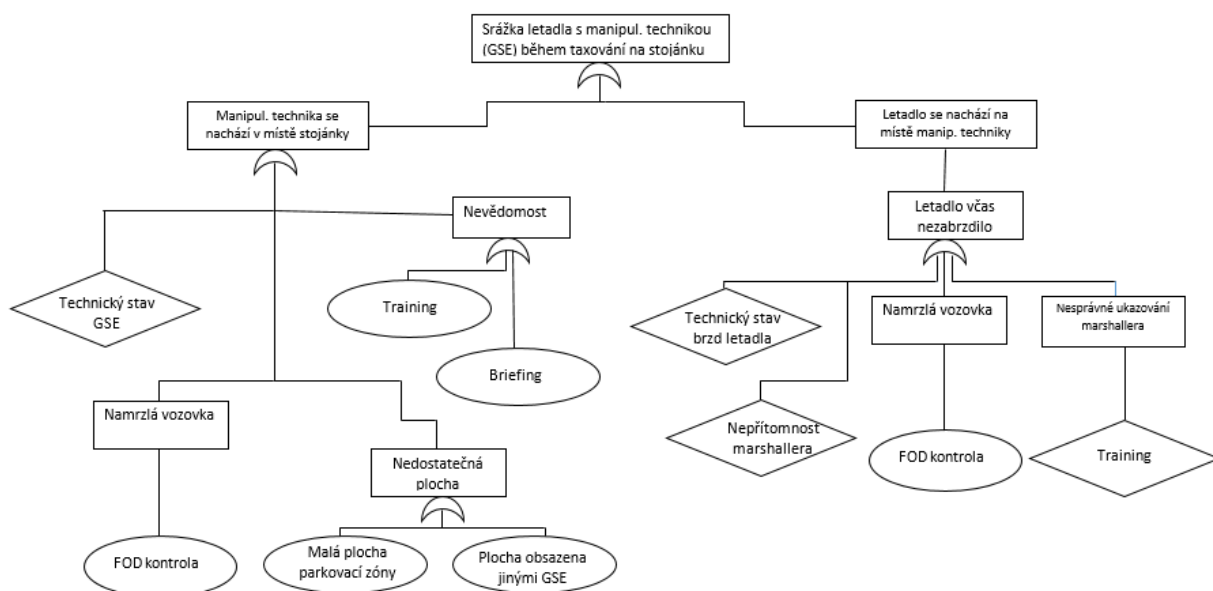 Srážka letadla s manipul. technikou
(GSE) během taxování na stojánku
Manipul. technika se
nachází v místě stojánky
Letadlo se nachází na
místě manip. techniky
Nevědomost
Letadlo včas
nezabrzdilo
Technický stav
GSE
Training
Briefing
Technický stav
brzd letadla
Namrzlá vozovka
Nesprávné ukazování
marshallera
Namrzlá vozovka
Nedostatečná
plocha
Nepřítomnost
marshallera
FOD kontrola
Training
FOD kontrola
Malá plocha
parkovací zóny
Plocha obsazena
jinými GSE